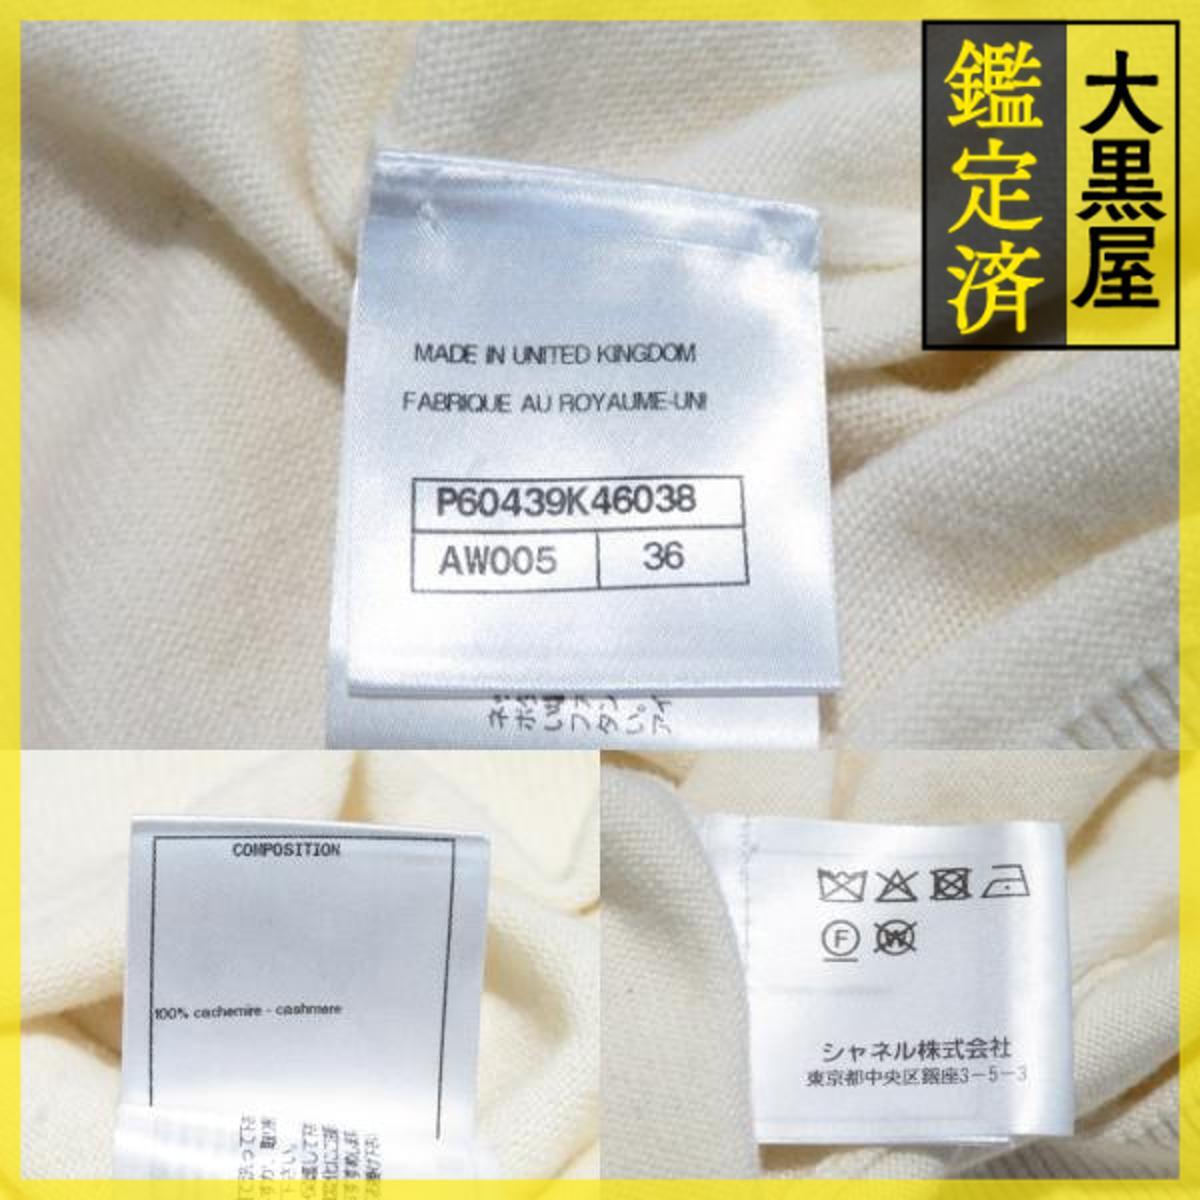 鑑定済
大黒屋
MADE IN UNITED KINGDOM
FABRIQUE AU ROYAUME-UNI
P60439K46038
AW005 36
COMPOSITION
100% cachemire - cashmere
F
W
シャネル株式会社
東京都中央区銀座3-5-3